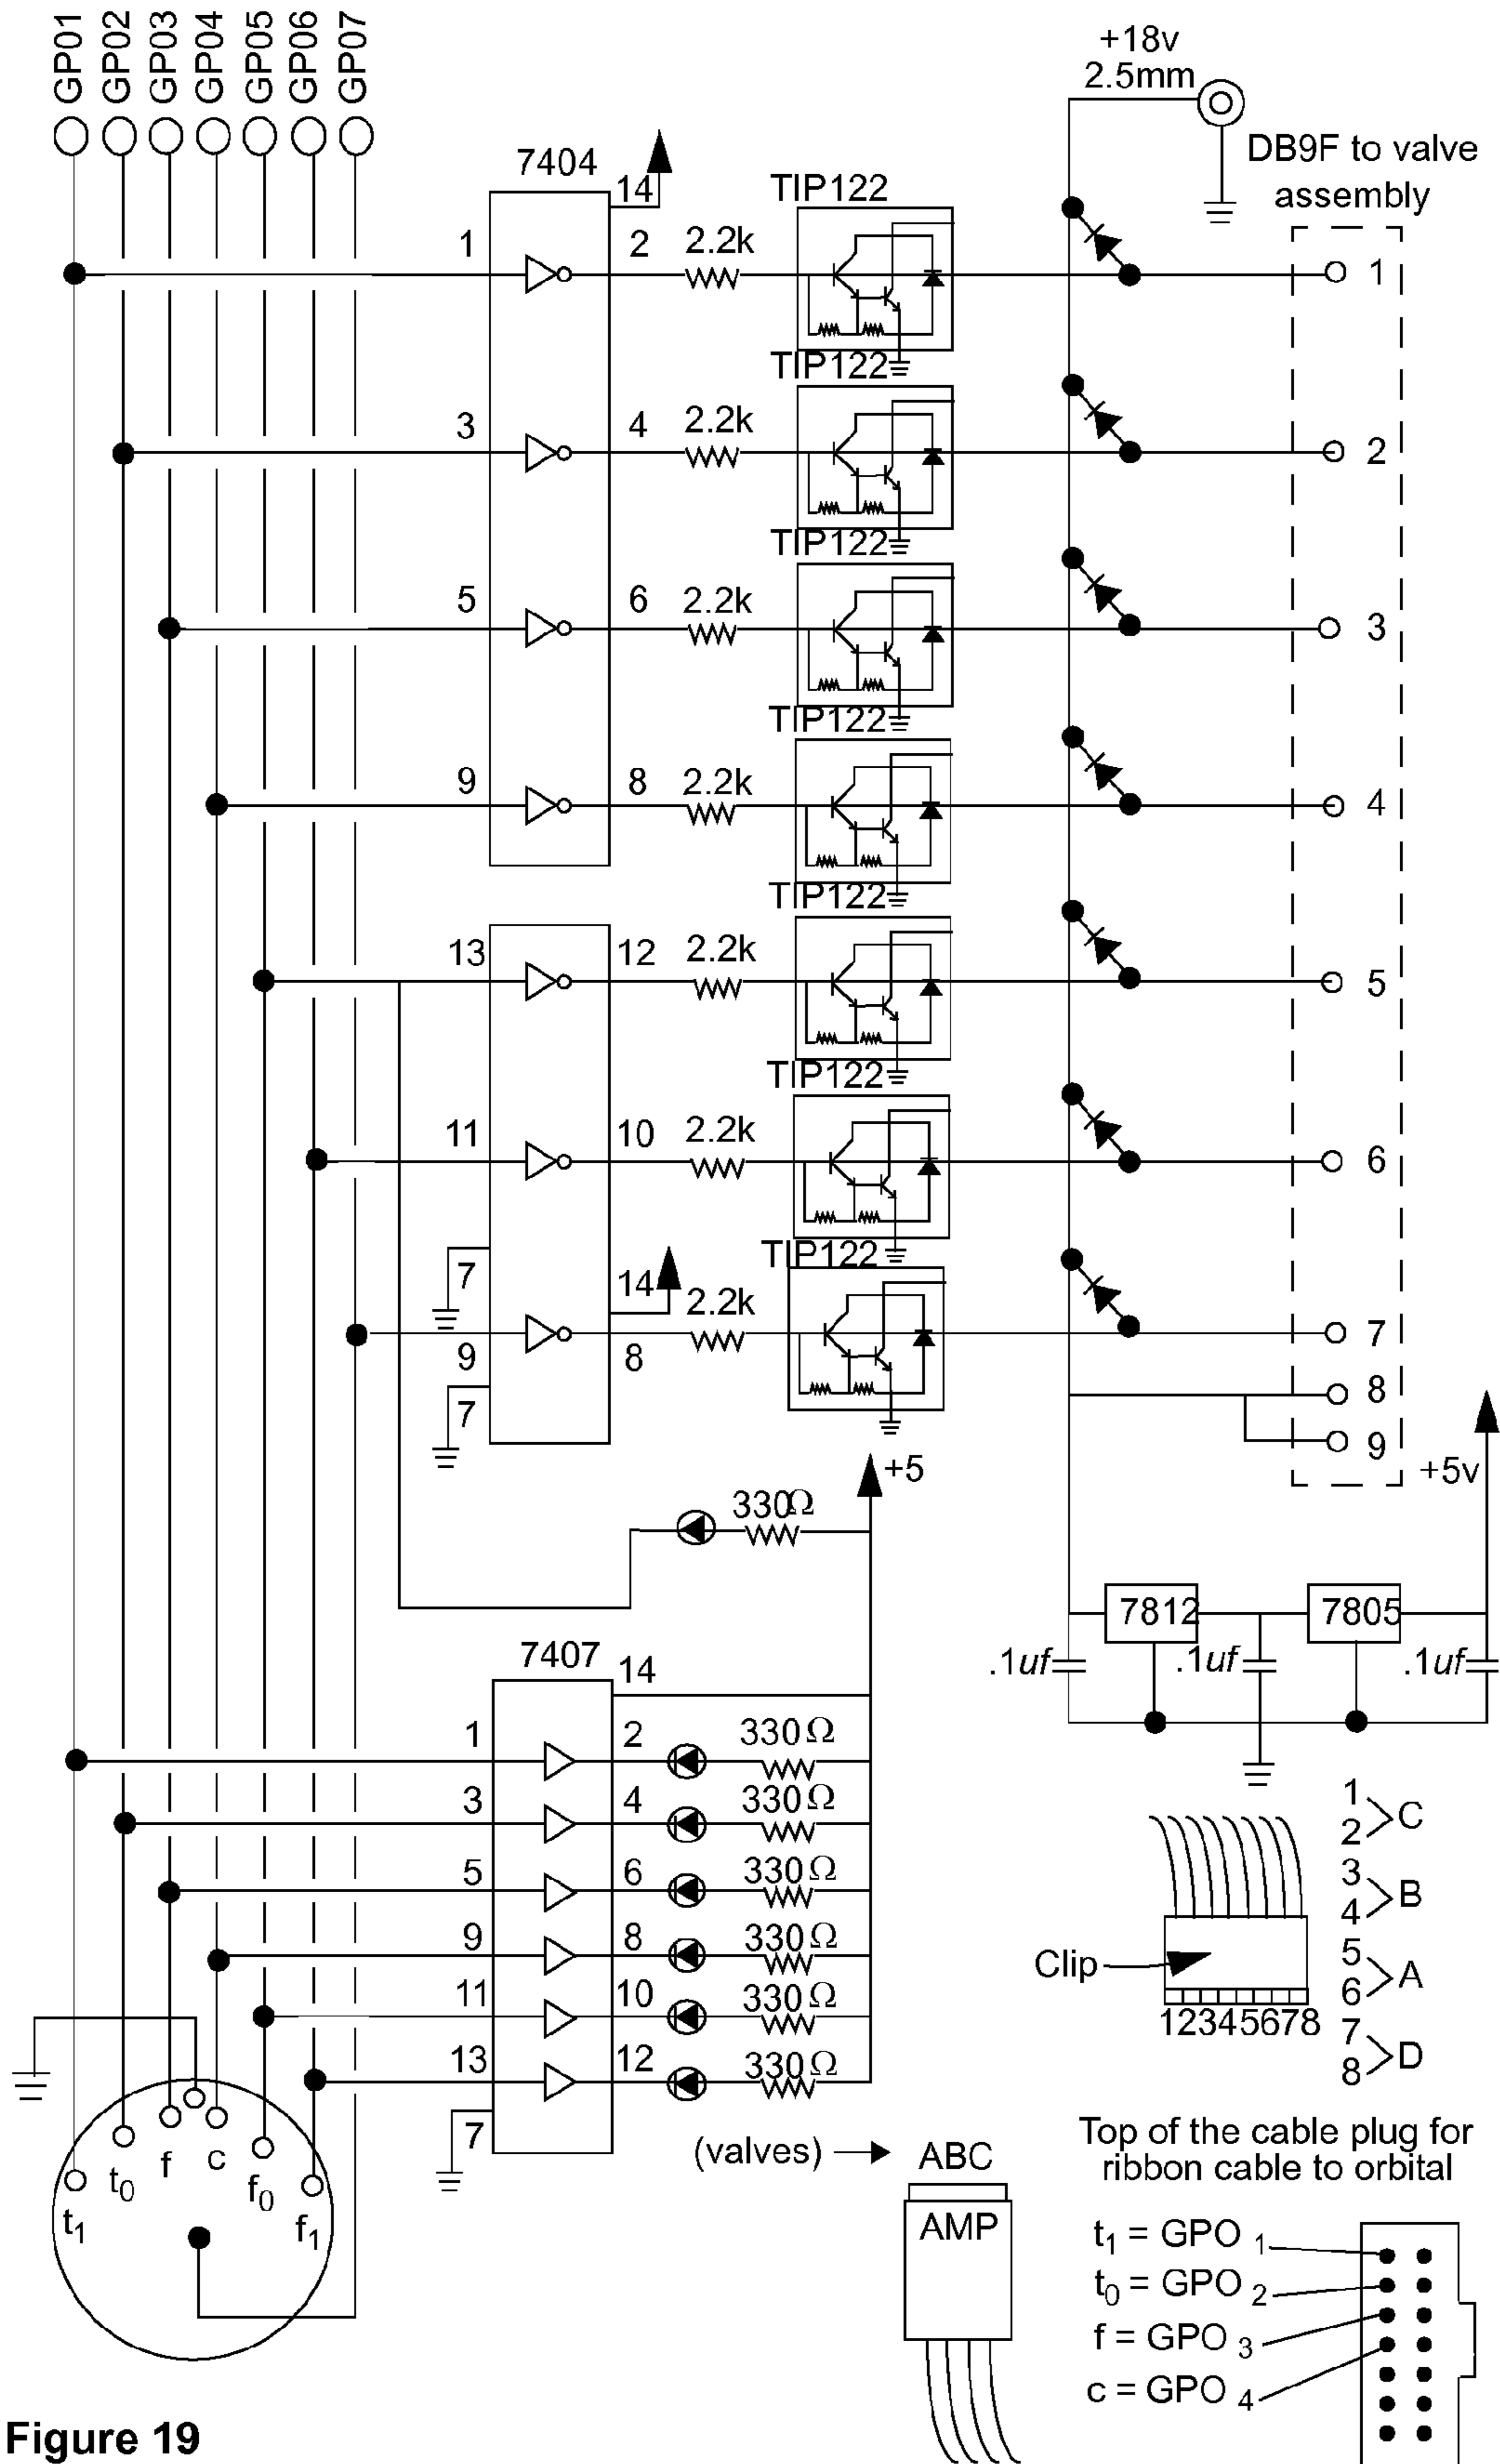 GP01 GP02 GP03 GP04 GP05 GP06 GP07
+18v
2.5mm
DB9F to valve
assembly
7404
14
TIP122
1 2 2.2k 1
TIP122
3 4 2.2k 2
TIP122
5 6 2.2k 3
TIP122
9 8 2.2k 4
TIP122
13 12 2.2k 5
TIP122
11 10 2.2k 6
TIP122
7 14 2.2k
9 8 7
7 8
9
+5 +5v
330Ω
7812 7805
.1uf .1uf .1uf
7407
14
1 2 330Ω
3 4 330Ω
5 6 330Ω
9 8 330Ω
11 10 330Ω
13 12 330Ω
7
1
2 C
3
4 B
5
6 A
7
8 D
Clip
12345678
t1 t0 f c f0 f1
(valves) ABC
AMP
Top of the cable plug for
ribbon cable to orbital
t1 = GPO 1
t0 = GPO 2
f = GPO 3
c = GPO 4
Figure 19